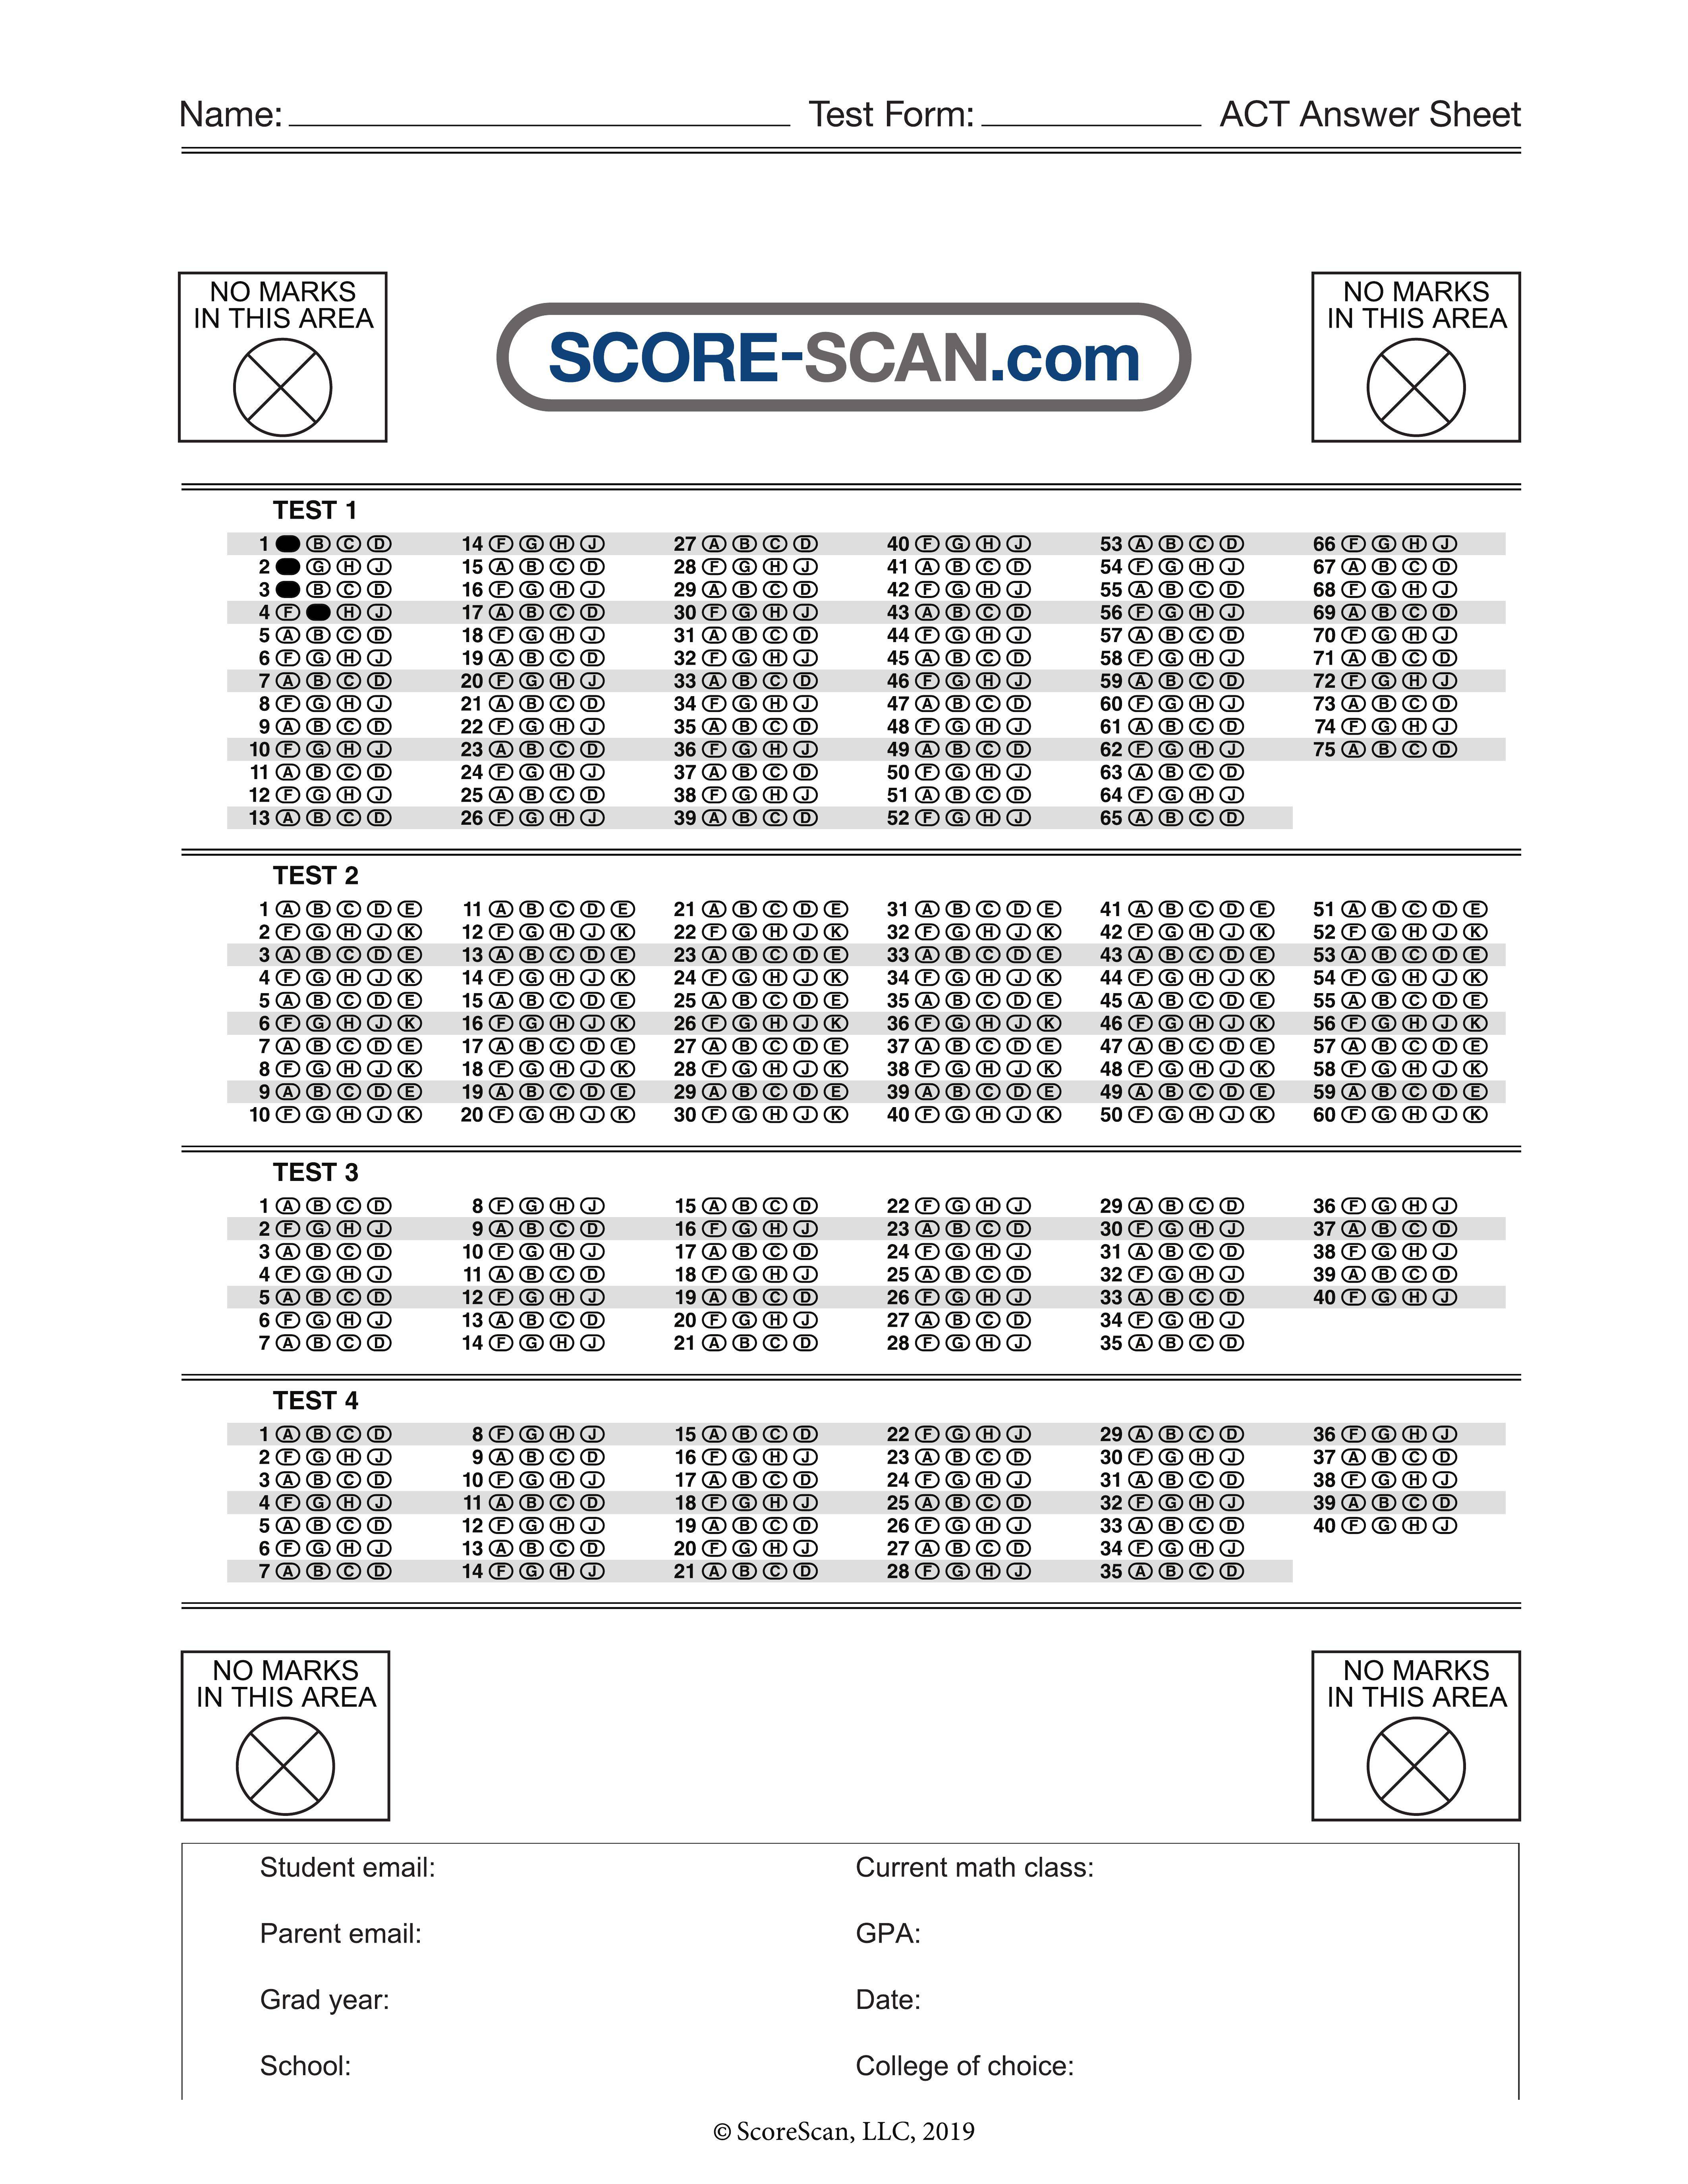 Name: Test Form: ACT Answer Sheet
NO MARKS
IN THIS AREA
SCORE-SCAN.com
NO MARKS
IN THIS AREA
TEST 1
1 B C D 14 F G H J 27 A B C D 40 F G H J 53 A B C D 66 F G H J
2 G H J 15 A B C D 28 F G H J 41 A B C D 54 F G H J 67 A B C D
3 B C D 16 F G H J 29 A B C D 42 F G H J 55 A B C D 68 F G H J
4 F H J 17 A B C D 30 F G H J 43 A B C D 56 F G H J 69 A B C D
5 A B C D 18 F G H J 31 A B C D 44 F G H J 57 A B C D 70 F G H J
6 F G H J 19 A B C D 32 F G H J 45 A B C D 58 F G H J 71 A B C D
7 A B C D 20 F G H J 33 A B C D 46 F G H J 59 A B C D 72 F G H J
8 F G H J 21 A B C D 34 F G H J 47 A B C D 60 F G H J 73 A B C D
9 A B C D 22 F G H J 35 A B C D 48 F G H J 61 A B C D 74 F G H J
10 F G H J 23 A B C D 36 F G H J 49 A B C D 62 F G H J 75 A B C D
11 A B C D 24 F G H J 37 A B C D 50 F G H J 63 A B C D
12 F G H J 25 A B C D 38 F G H J 51 A B C D 64 F G H J
13 A B C D 26 F G H J 39 A B C D 52 F G H J 65 A B C D
TEST 2
1 A B C D E 11 A B C D E 21 A B C D E 31 A B C D E 41 A B C D E 51 A B C D E
2 F G H J K 12 F G H J K 22 F G H J K 32 F G H J K 42 F G H J K 52 F G H J K
3 A B C D E 13 A B C D E 23 A B C D E 33 A B C D E 43 A B C D E 53 A B C D E
4 F G H J K 14 F G H J K 24 F G H J K 34 F G H J K 44 F G H J K 54 F G H J K
5 A B C D E 15 A B C D E 25 A B C D E 35 A B C D E 45 A B C D E 55 A B C D E
6 F G H J K 16 F G H J K 26 F G H J K 36 F G H J K 46 F G H J K 56 F G H J K
7 A B C D E 17 A B C D E 27 A B C D E 37 A B C D E 47 A B C D E 57 A B C D E
8 F G H J K 18 F G H J K 28 F G H J K 38 F G H J K 48 F G H J K 58 F G H J K
9 A B C D E 19 A B C D E 29 A B C D E 39 A B C D E 49 A B C D E 59 A B C D E
10 F G H J K 20 F G H J K 30 F G H J K 40 F G H J K 50 F G H J K 60 F G H J K
TEST 3
1 A B C D 8 F G H J 15 A B C D 22 F G H J 29 A B C D 36 F G H J
2 F G H J 9 A B C D 16 F G H J 23 A B C D 30 F G H J 37 A B C D
3 A B C D 10 F G H J 17 A B C D 24 F G H J 31 A B C D 38 F G H J
4 F G H J 11 A B C D 18 F G H J 25 A B C D 32 F G H J 39 A B C D
5 A B C D 12 F G H J 19 A B C D 26 F G H J 33 A B C D 40 F G H J
6 F G H J 13 A B C D 20 F G H J 27 A B C D 34 F G H J
7 A B C D 14 F G H J 21 A B C D 28 F G H J 35 A B C D
TEST 4
1 A B C D 8 F G H J 15 A B C D 22 F G H J 29 A B C D 36 F G H J
2 F G H J 9 A B C D 16 F G H J 23 A B C D 30 F G H J 37 A B C D
3 A B C D 10 F G H J 17 A B C D 24 F G H J 31 A B C D 38 F G H J
4 F G H J 11 A B C D 18 F G H J 25 A B C D 32 F G H J 39 A B C D
5 A B C D 12 F G H J 19 A B C D 26 F G H J 33 A B C D 40 F G H J
6 F G H J 13 A B C D 20 F G H J 27 A B C D 34 F G H J
7 A B C D 14 F G H J 21 A B C D 28 F G H J 35 A B C D
NO MARKS
IN THIS AREA
NO MARKS
IN THIS AREA
Student email: Current math class:
Parent email: GPA:
Grad year: Date:
School: College of choice:
© ScoreScan, LLC, 2019